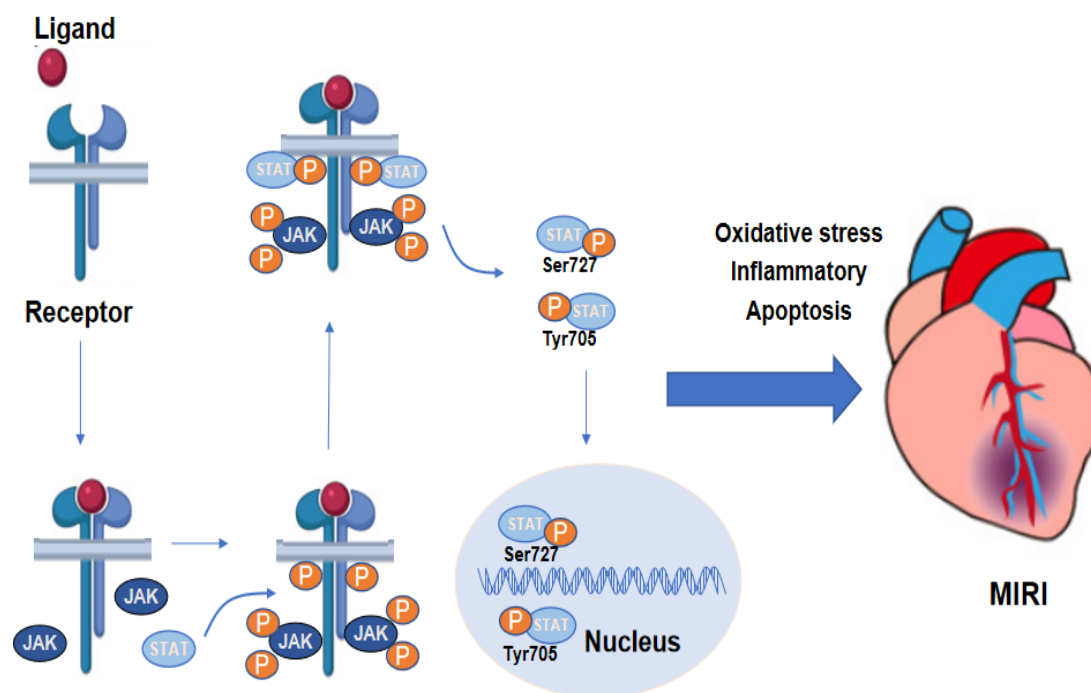 Ligand
Receptor
JAK
JAK
STAT
P
P
P
P
JAK
P
JAK
P
P
STAT
P
P
STAT
P
JAK
P
JAK
P
P
STAT
P
Ser727
P
STAT
Tyr705
STAT
P
Ser727
P
STAT
Tyr705
Nucleus
Oxidative stress
Inflammatory
Apoptosis
MIRI